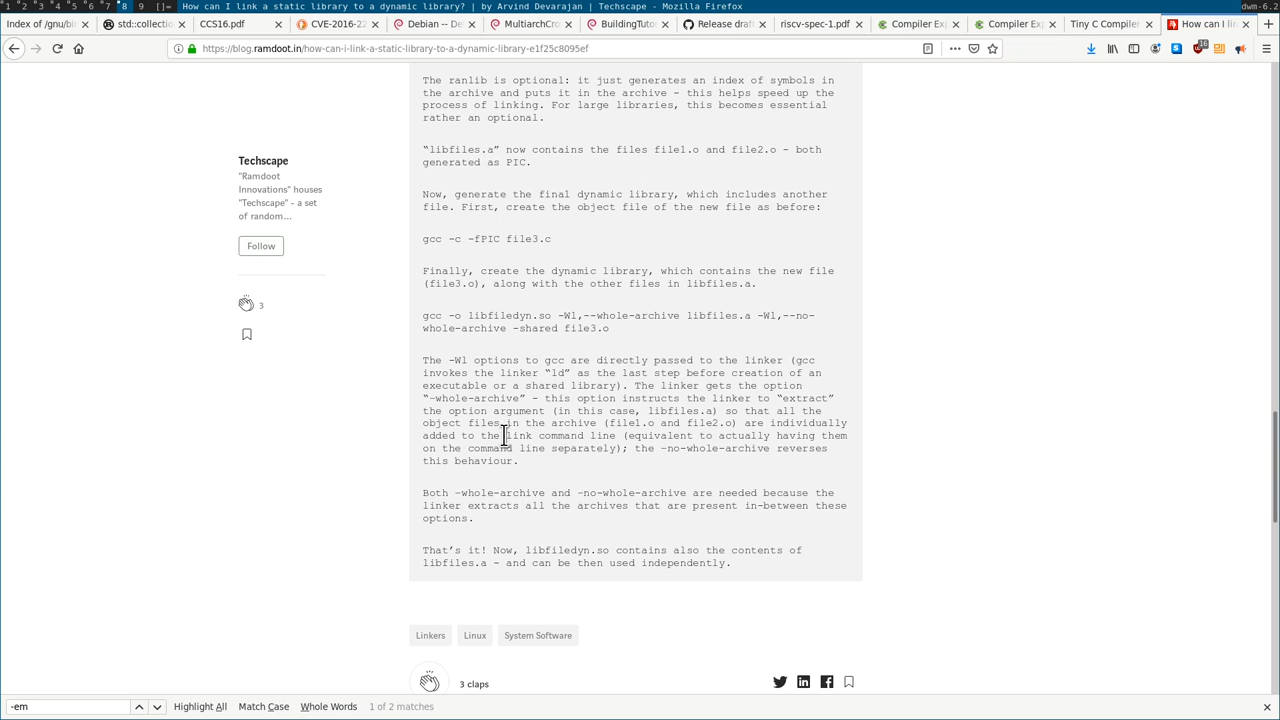 1 2 3 4 5 6 7 8 9 []= How can I link a static library to a dynamic library? | by Arvind Devarajan | Techscape - Mozilla Firefox dwm-6.2
Index of /gnu/bi std::collectio CCS16.pdf CVE-2016-22 Debian -- De MultiarchCro BuildingTutor Release draf riscv-spec-1.pdf Compiler Exp Compiler Exp Tiny C Compiler How can I lin
https://blog.ramdoot.in/how-can-i-link-a-static-library-to-a-dynamic-library-e1f25c8095ef
The ranlib is optional: it just generates an index of symbols in
the archive and puts it in the archive - this helps speed up the
process of linking. For large libraries, this becomes essential
rather an optional.
“libfiles.a” now contains the files file1.o and file2.o - both
generated as PIC.
Now, generate the final dynamic library, which includes another
file. First, create the object file of the new file as before:
gcc -c -fPIC file3.c
Finally, create the dynamic library, which contains the new file
(file3.o), along with the other files in libfiles.a.
gcc -o libfiledyn.so -Wl,--whole-archive libfiles.a -Wl,--no-
whole-archive -shared file3.o
The -Wl options to gcc are directly passed to the linker (gcc
invokes the linker “ld” as the last step before creation of an
executable or a shared library). The linker gets the option
“–whole-archive” - this option instructs the linker to “extract”
the option argument (in this case, libfiles.a) so that all the
object files in the archive (file1.o and file2.o) are individually
added to the link command line (equivalent to actually having them
on the command line separately); the –no-whole-archive reverses
this behaviour.
Both –whole-archive and –no-whole-archive are needed because the
linker extracts all the archives that are present in-between these
options.
That’s it! Now, libfiledyn.so contains also the contents of
libfiles.a - and can be then used independently.
Techscape
"Ramdoot
Innovations" houses
"Techscape" - a set
of random...
Follow
3
Linkers Linux System Software
3 claps
-em Highlight All Match Case Whole Words 1 of 2 matches